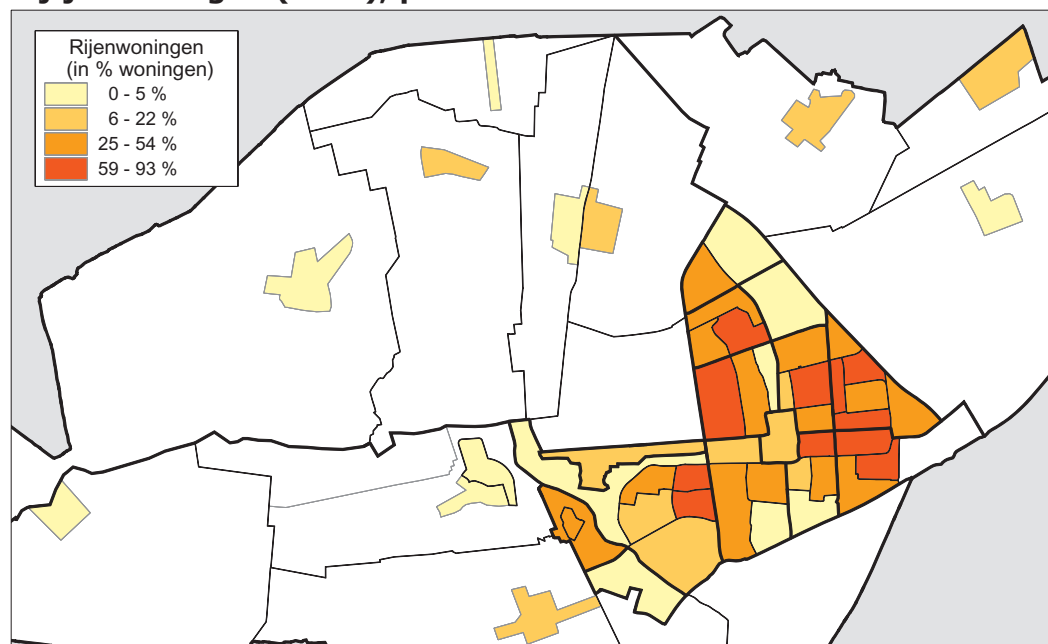 Rijenwoningen
(in % woningen)
0 - 5 %
6 - 22 %
25 - 54 %
59 - 93 %